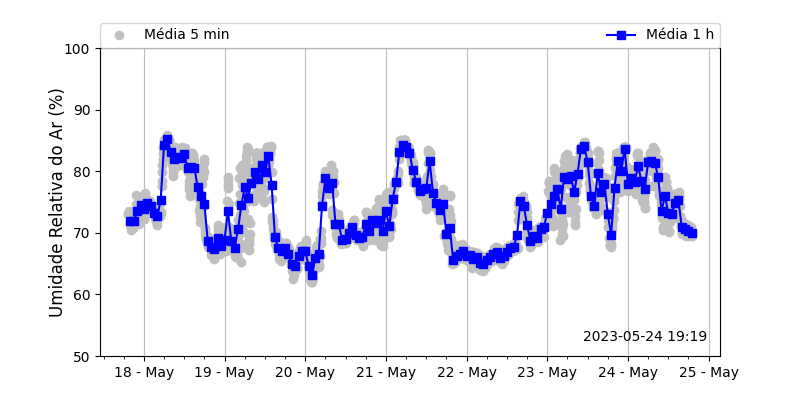 Média 5 min
Média 1 h
Umidade Relativa do Ar (%)
100
90
80
70
60
50
2023-05-24 19:19
18 - May
19 - May
20 - May
21 - May
22 - May
23 - May
24 - May
25 - May